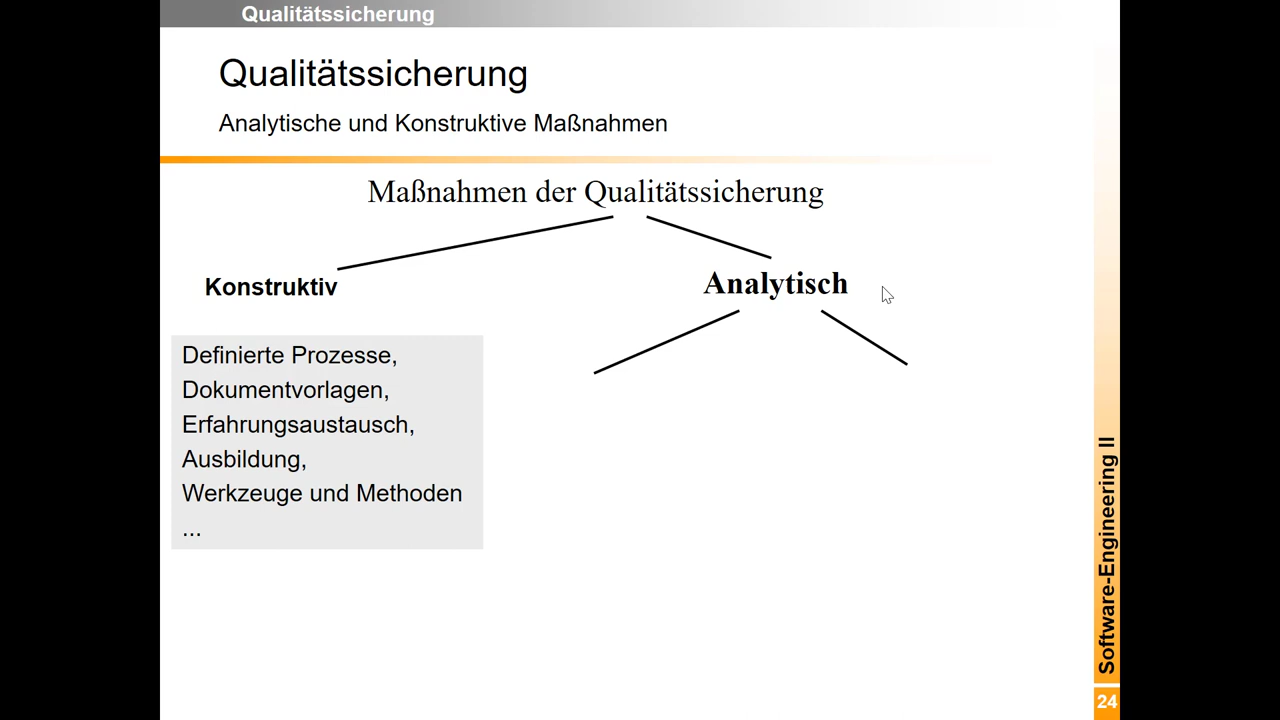 Qualitätssicherung
Qualitätssicherung
Analytische und Konstruktive Maßnahmen
Maßnahmen der Qualitätssicherung
Konstruktiv
Analytisch
Definierte Prozesse,
Dokumentvorlagen,
Erfahrungsaustausch,
Ausbildung,
Werkzeuge und Methoden
...
Software-Engineering II
24